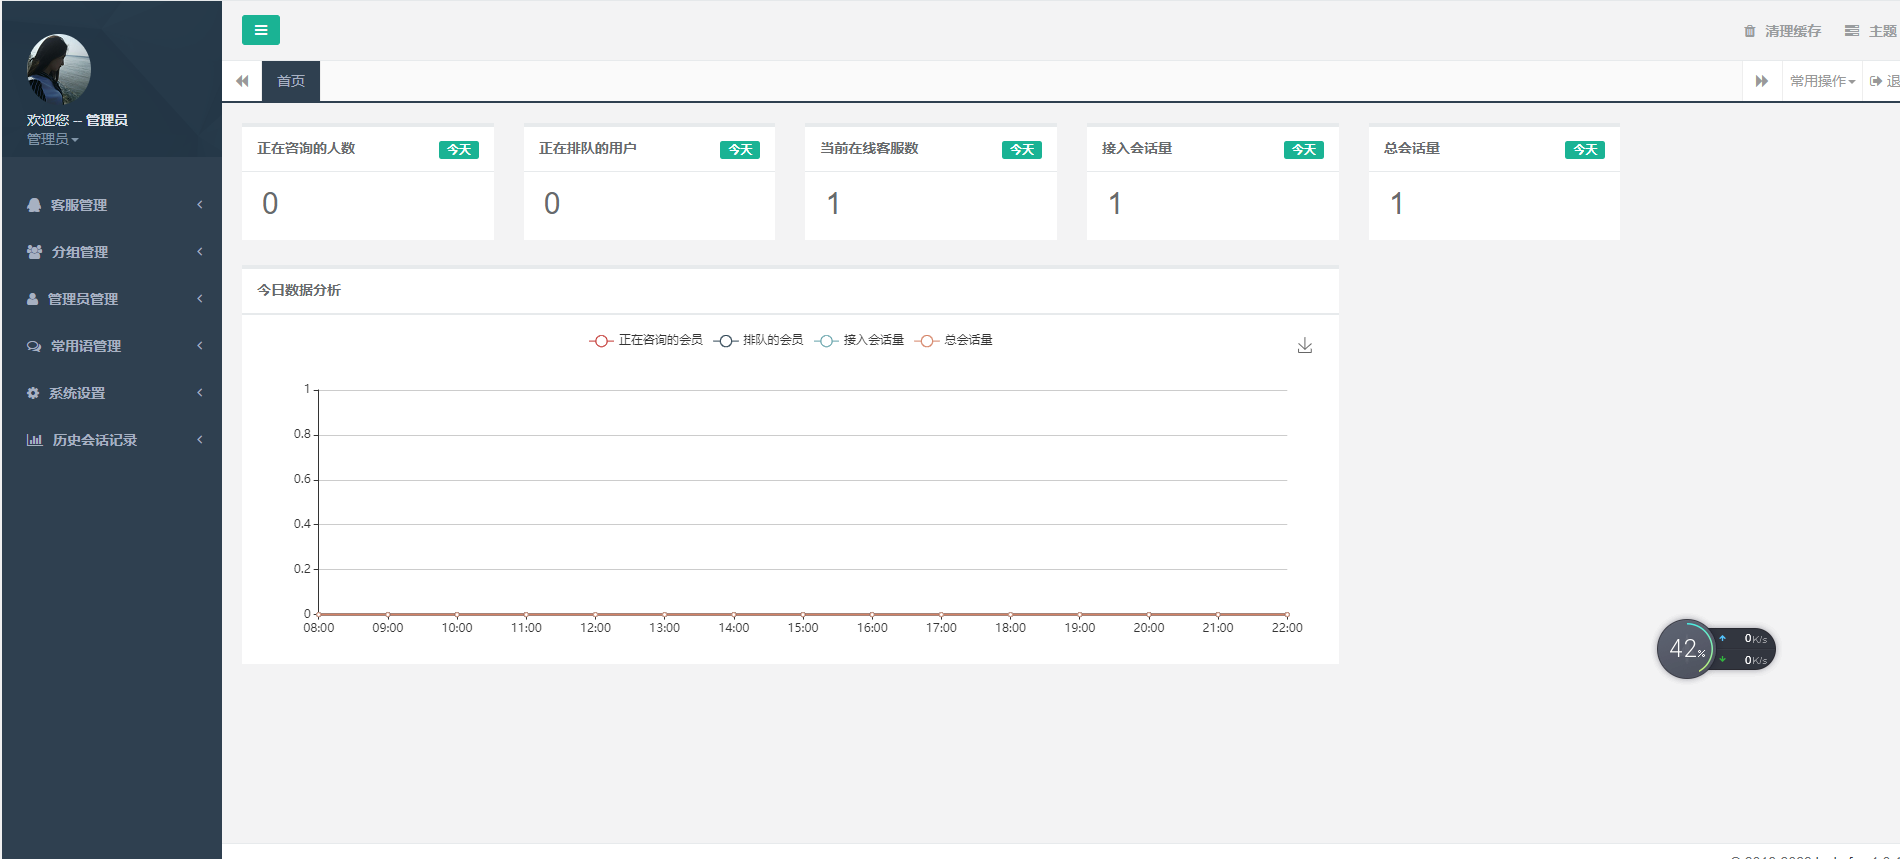 清理缓存
主题
首页
常用操作
退
欢迎您 -- 管理员
管理员
客服管理
分组管理
管理员管理
常用语管理
系统设置
历史会话记录
正在咨询的人数 今天
0
正在排队的用户 今天
0
当前在线客服数 今天
1
接入会话量 今天
1
总会话量 今天
1
今日数据分析
正在咨询的会员 排队的会员 接入会话量 总会话量
1
0.8
0.6
0.4
0.2
0
08:00 09:00 10:00 11:00 12:00 13:00 14:00 15:00 16:00 17:00 18:00 19:00 20:00 21:00 22:00
42%
0K/s
0K/s